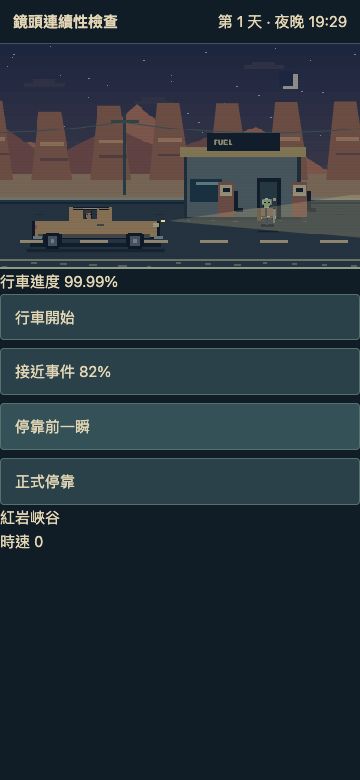 鏡頭連續性檢查
第 1 天 · 夜晚 19:29
FUEL
行車進度 99.99%
行車開始
接近事件 82%
停靠前一瞬
正式停靠
紅岩峽谷
時速 0